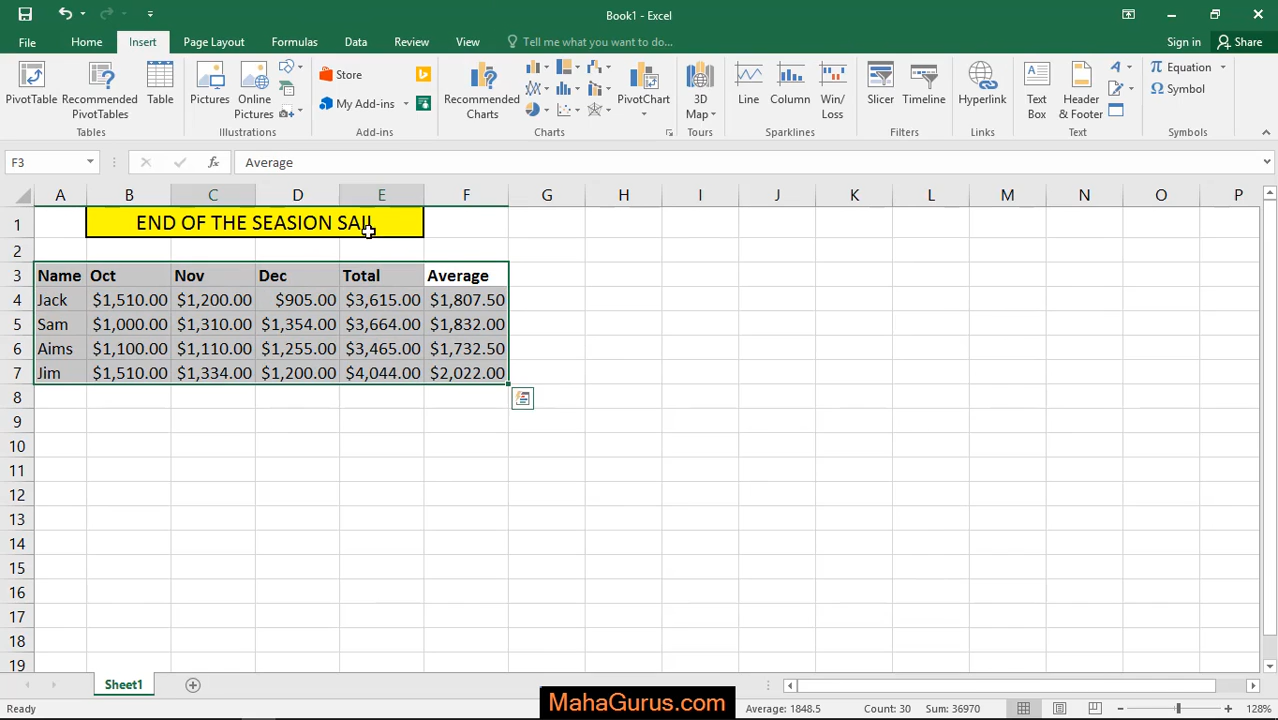 Book1 - Excel
File Home Insert Page Layout Formulas Data Review View Tell me what you want to do... Sign in Share
PivotTable Recommended PivotTables Table Pictures Online Pictures Store My Add-ins Recommended Charts PivotChart 3D Map Line Column Win/Loss Slicer Timeline Hyperlink Text Box Header & Footer Equation Symbol
Tables Illustrations Add-ins Charts Tours Sparklines Filters Links Text Symbols
F3 fx Average
A B C D E F G H I J K L M N O P
1 END OF THE SEASION SAIL
2
3 Name Oct Nov Dec Total Average
4 Jack $1,510.00 $1,200.00 $905.00 $3,615.00 $1,807.50
5 Sam $1,000.00 $1,310.00 $1,354.00 $3,664.00 $1,832.00
6 Aims $1,100.00 $1,110.00 $1,255.00 $3,465.00 $1,732.50
7 Jim $1,510.00 $1,334.00 $1,200.00 $4,044.00 $2,022.00
8
9
10
11
12
13
14
15
16
17
18
19
Sheet1
MahaGurus.com
Ready Average: 1848.5 Count: 30 Sum: 36970 128%